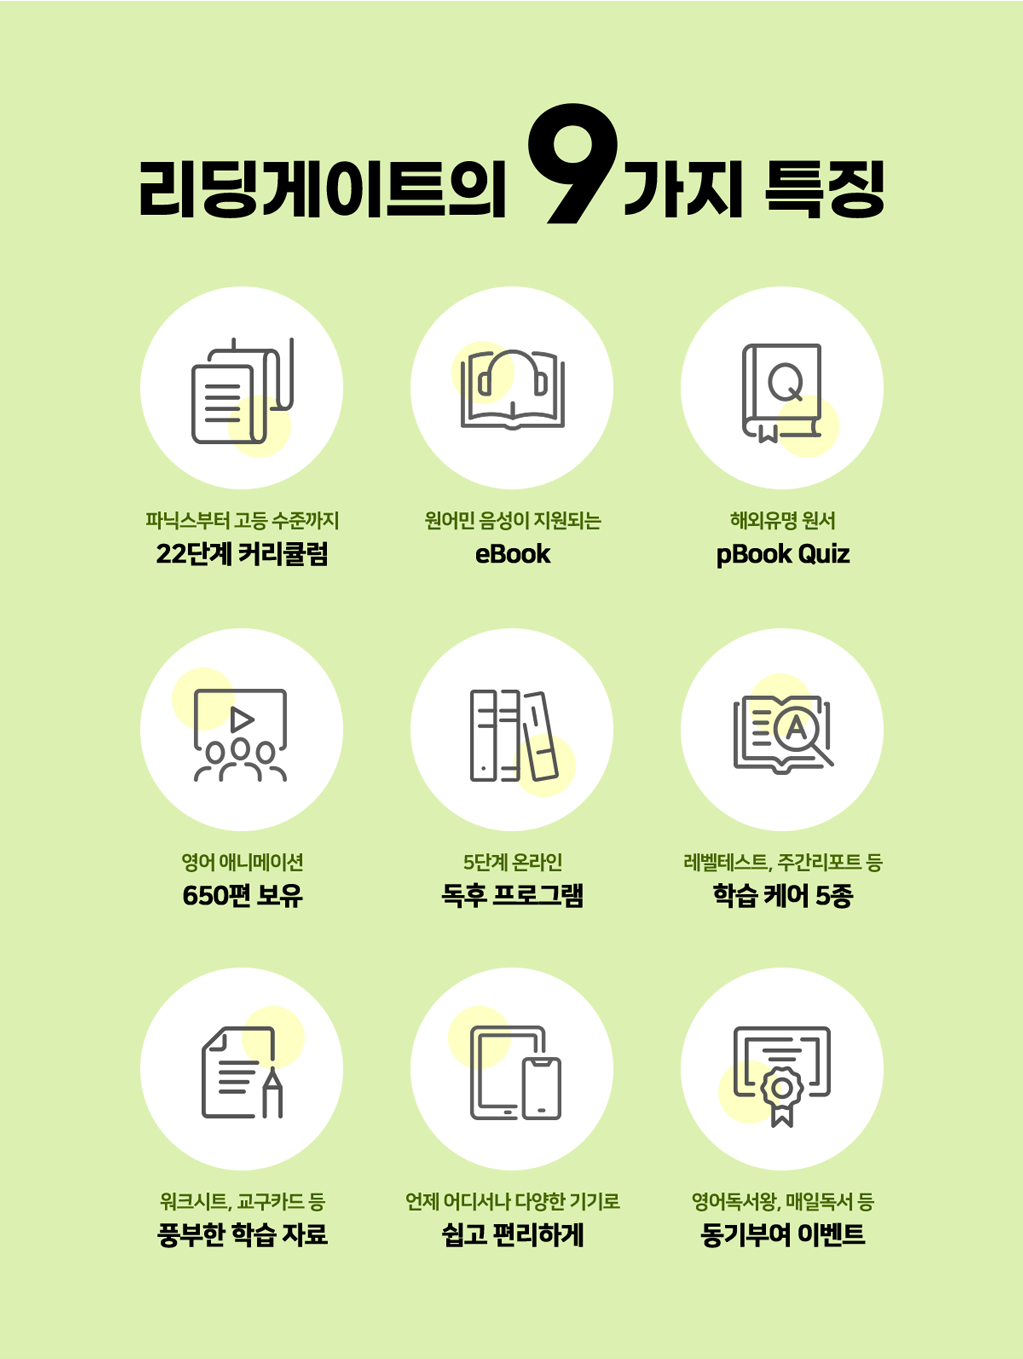 리딩게이트의 9가지 특징
파닉스부터 고등 수준까지
22단계 커리큘럼
원어민 음성이 지원되는
eBook
해외유명 원서
pBook Quiz
영어 애니메이션
650편 보유
5단계 온라인
독후 프로그램
레벨테스트, 주간리포트 등
학습 케어 5종
워크시트, 교구카드 등
풍부한 학습 자료
언제 어디서나 다양한 기기로
쉽고 편리하게
영어독서왕, 매일독서 등
동기부여 이벤트